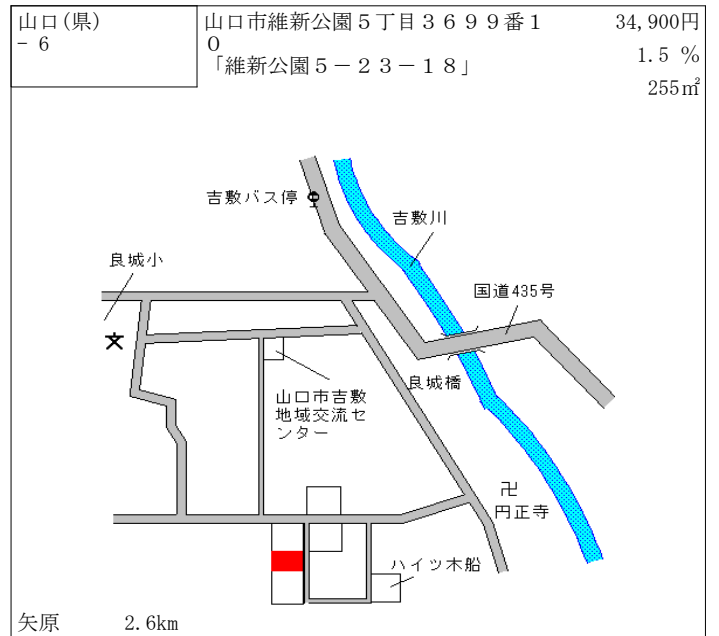 山口(県)
- 6
山口市維新公園５丁目３６９９番１
０
「維新公園５－２３－１８」
34,900円
1.5 %
255㎡
吉敷バス停
吉敷川
良城小
国道435号
文
良城橋
山口市吉敷
地域交流セ
ンター
卍
円正寺
ハイツ木船
矢原 2.6km